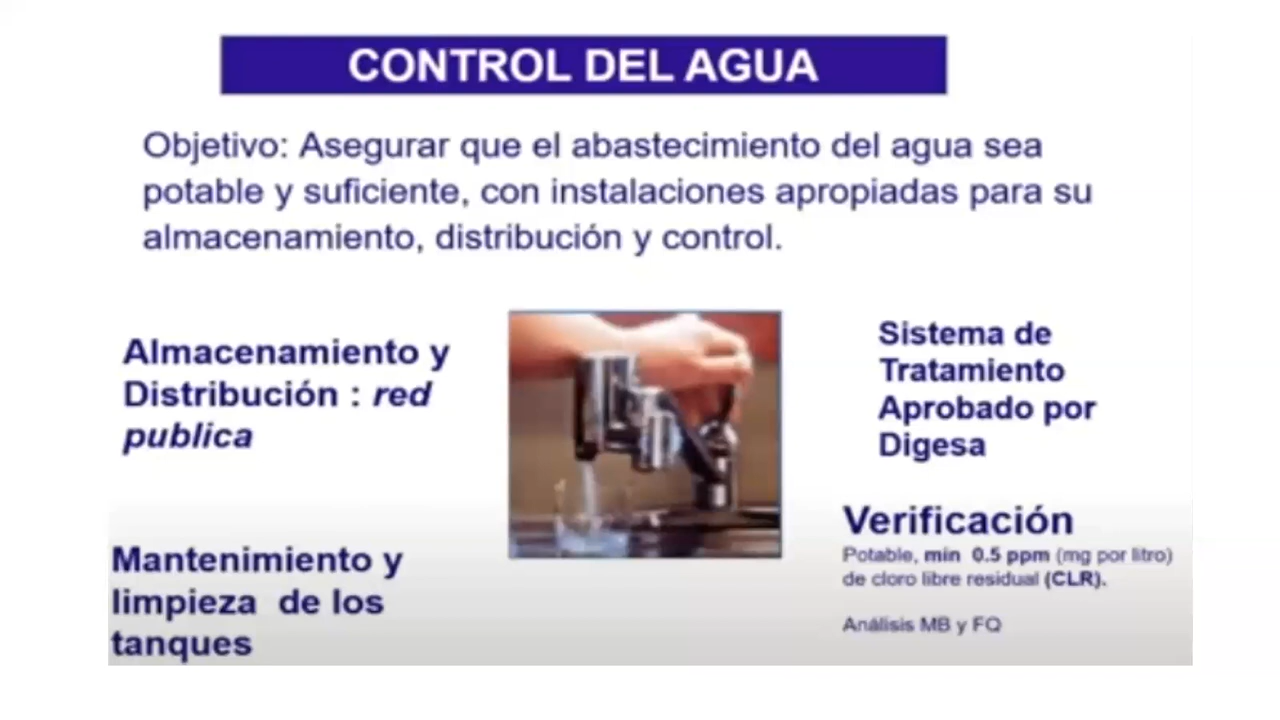 CONTROL DEL AGUA
Objetivo: Asegurar que el abastecimiento del agua sea
potable y suficiente, con instalaciones apropiadas para su
almacenamiento, distribución y control.
Almacenamiento y
Distribución : red
publica
Mantenimiento y
limpieza de los
tanques
Sistema de
Tratamiento
Aprobado por
Digesa
Verificación
Potable, min 0.5 ppm (mg por litro)
de cloro libre residual (CLR).
Análisis MB y FQ